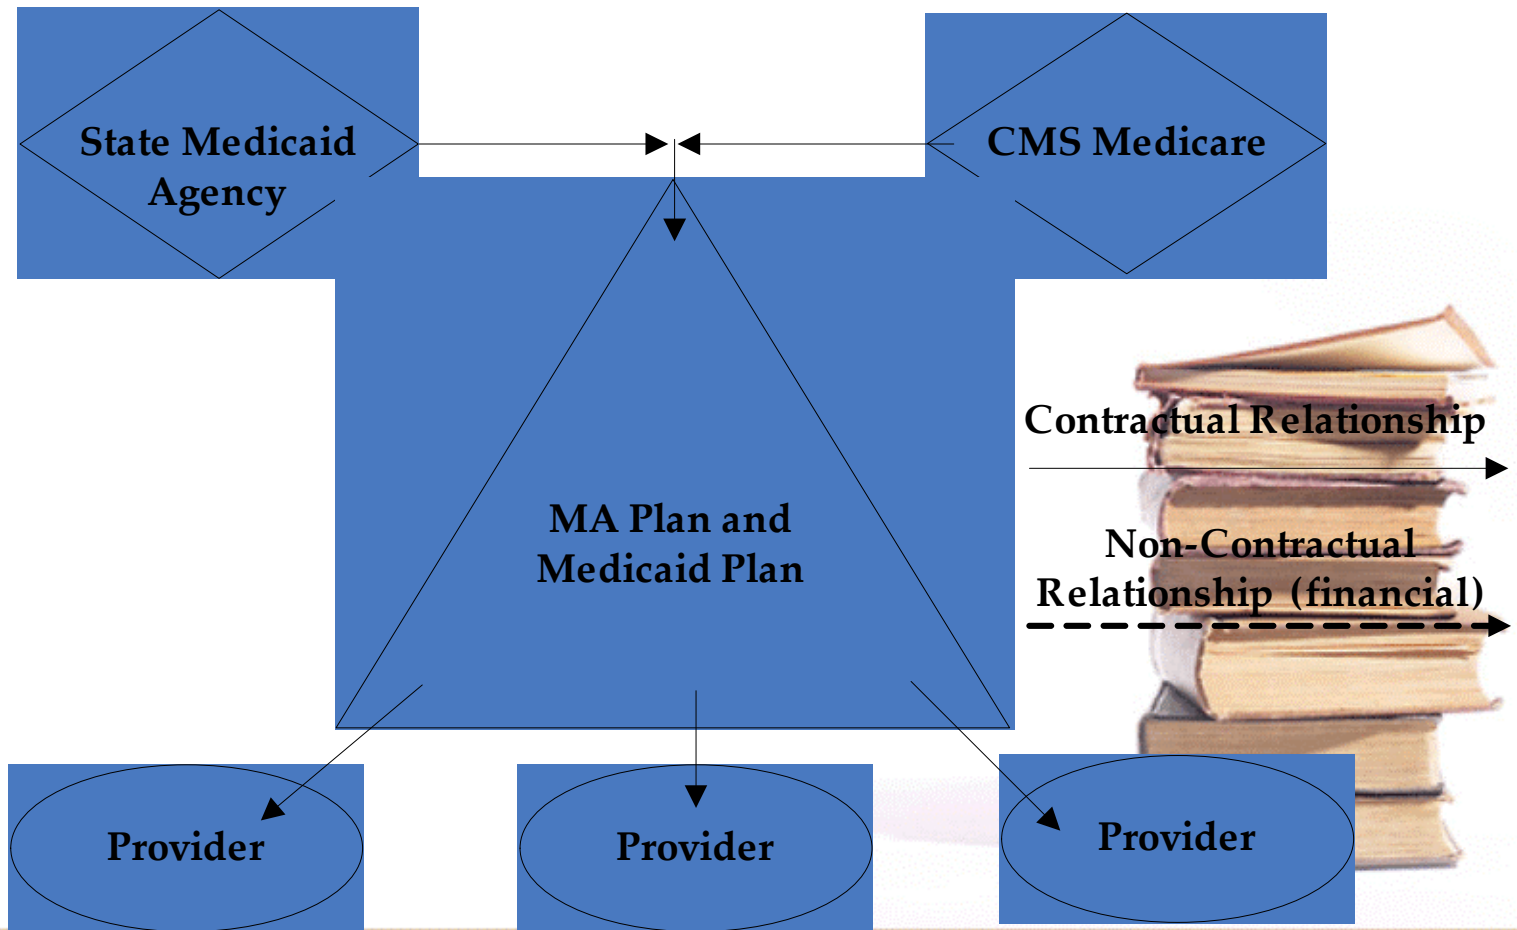 State Medicaid
Agency
CMS Medicare
Contractual Relationship
MA Plan and
Medicaid Plan
Non-Contractual
Relationship (financial)
Provider
Provider
Provider